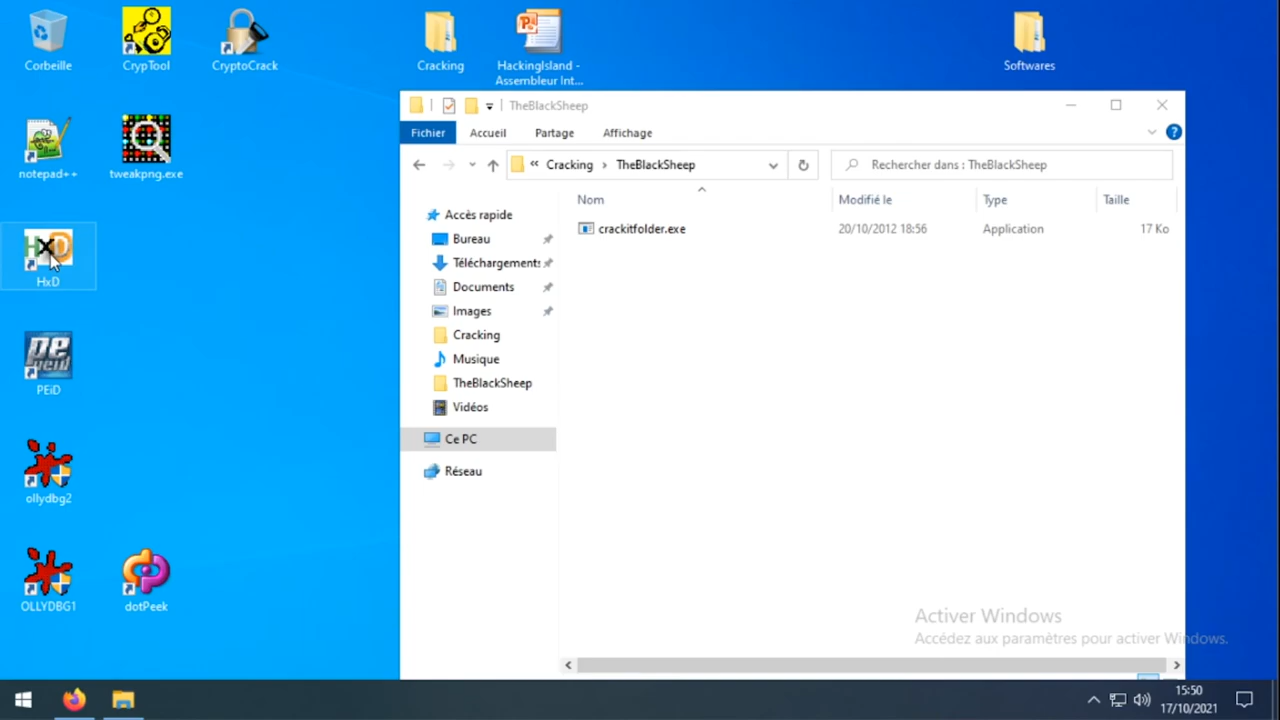 Corbeille
CrypTool
CryptoCrack
Cracking
HackingIsland -
Assembleur Int...
Softwares
notepad++
tweakpng.exe
HxD
PEiD
ollydbg2
OLLYDBG1
dotPeek
TheBlackSheep
Fichier
Accueil
Partage
Affichage
« Cracking › TheBlackSheep
Rechercher dans : TheBlackSheep
Nom
Modifié le
Type
Taille
crackitfolder.exe
20/10/2012 18:56
Application
17 Ko
Accès rapide
Bureau
Téléchargements
Documents
Images
Cracking
Musique
TheBlackSheep
Vidéos
Ce PC
Réseau
Activer Windows
Accédez aux paramètres pour activer Windows.
15:50
17/10/2021